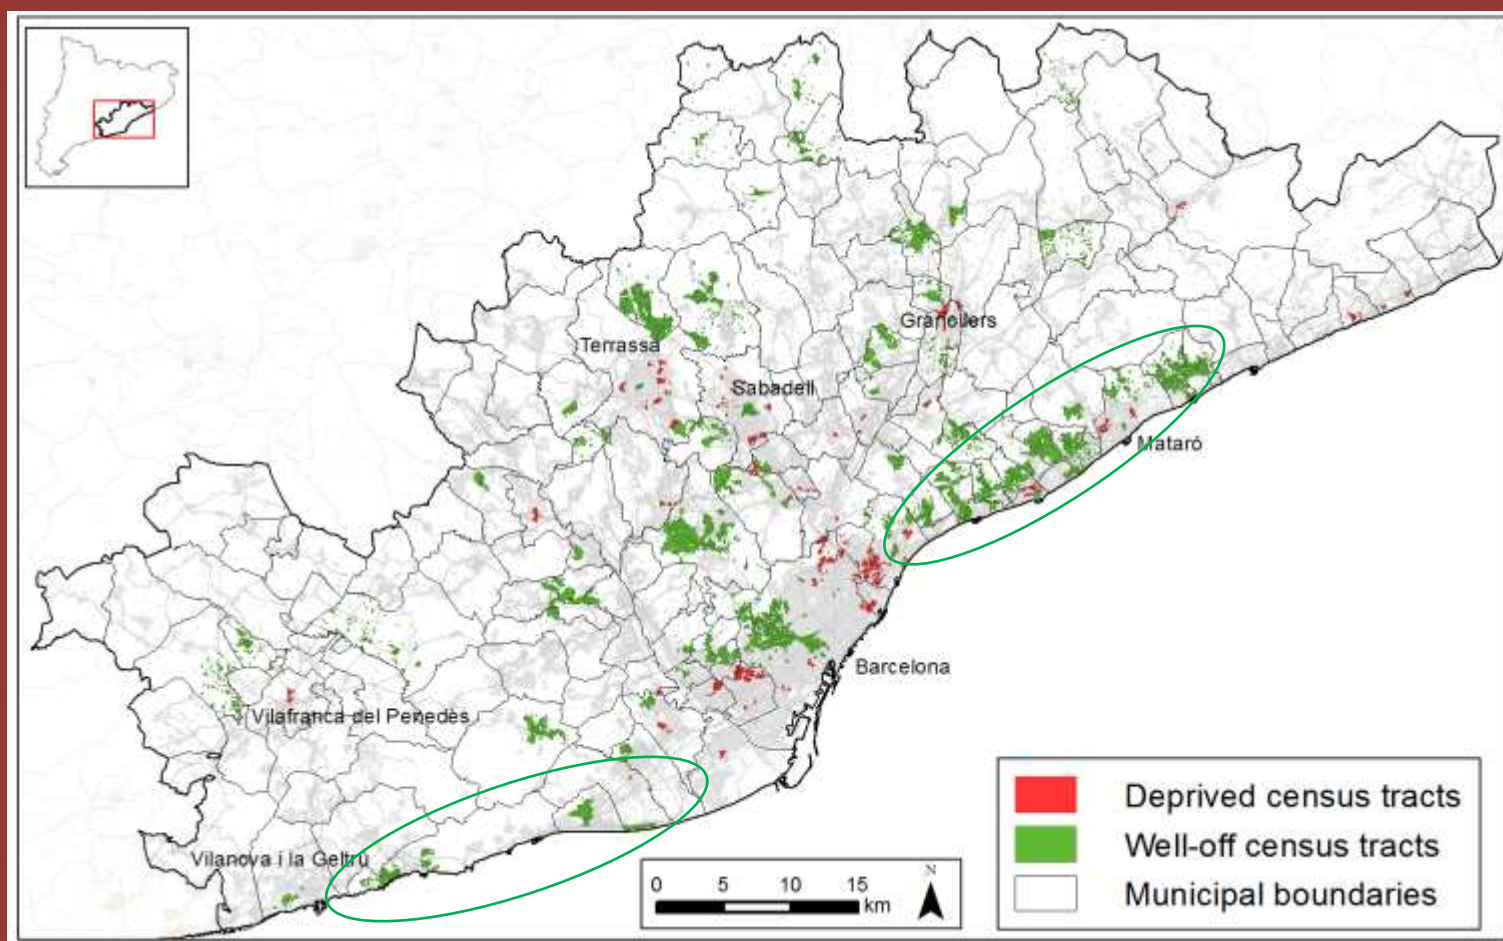 Granollers
Terrassa
Sabadell
Mataró
Barcelona
Vilafranca del Penedès
Vilanova i la Geltrú
0 5 10 15
km
N
Deprived census tracts
Well-off census tracts
Municipal boundaries